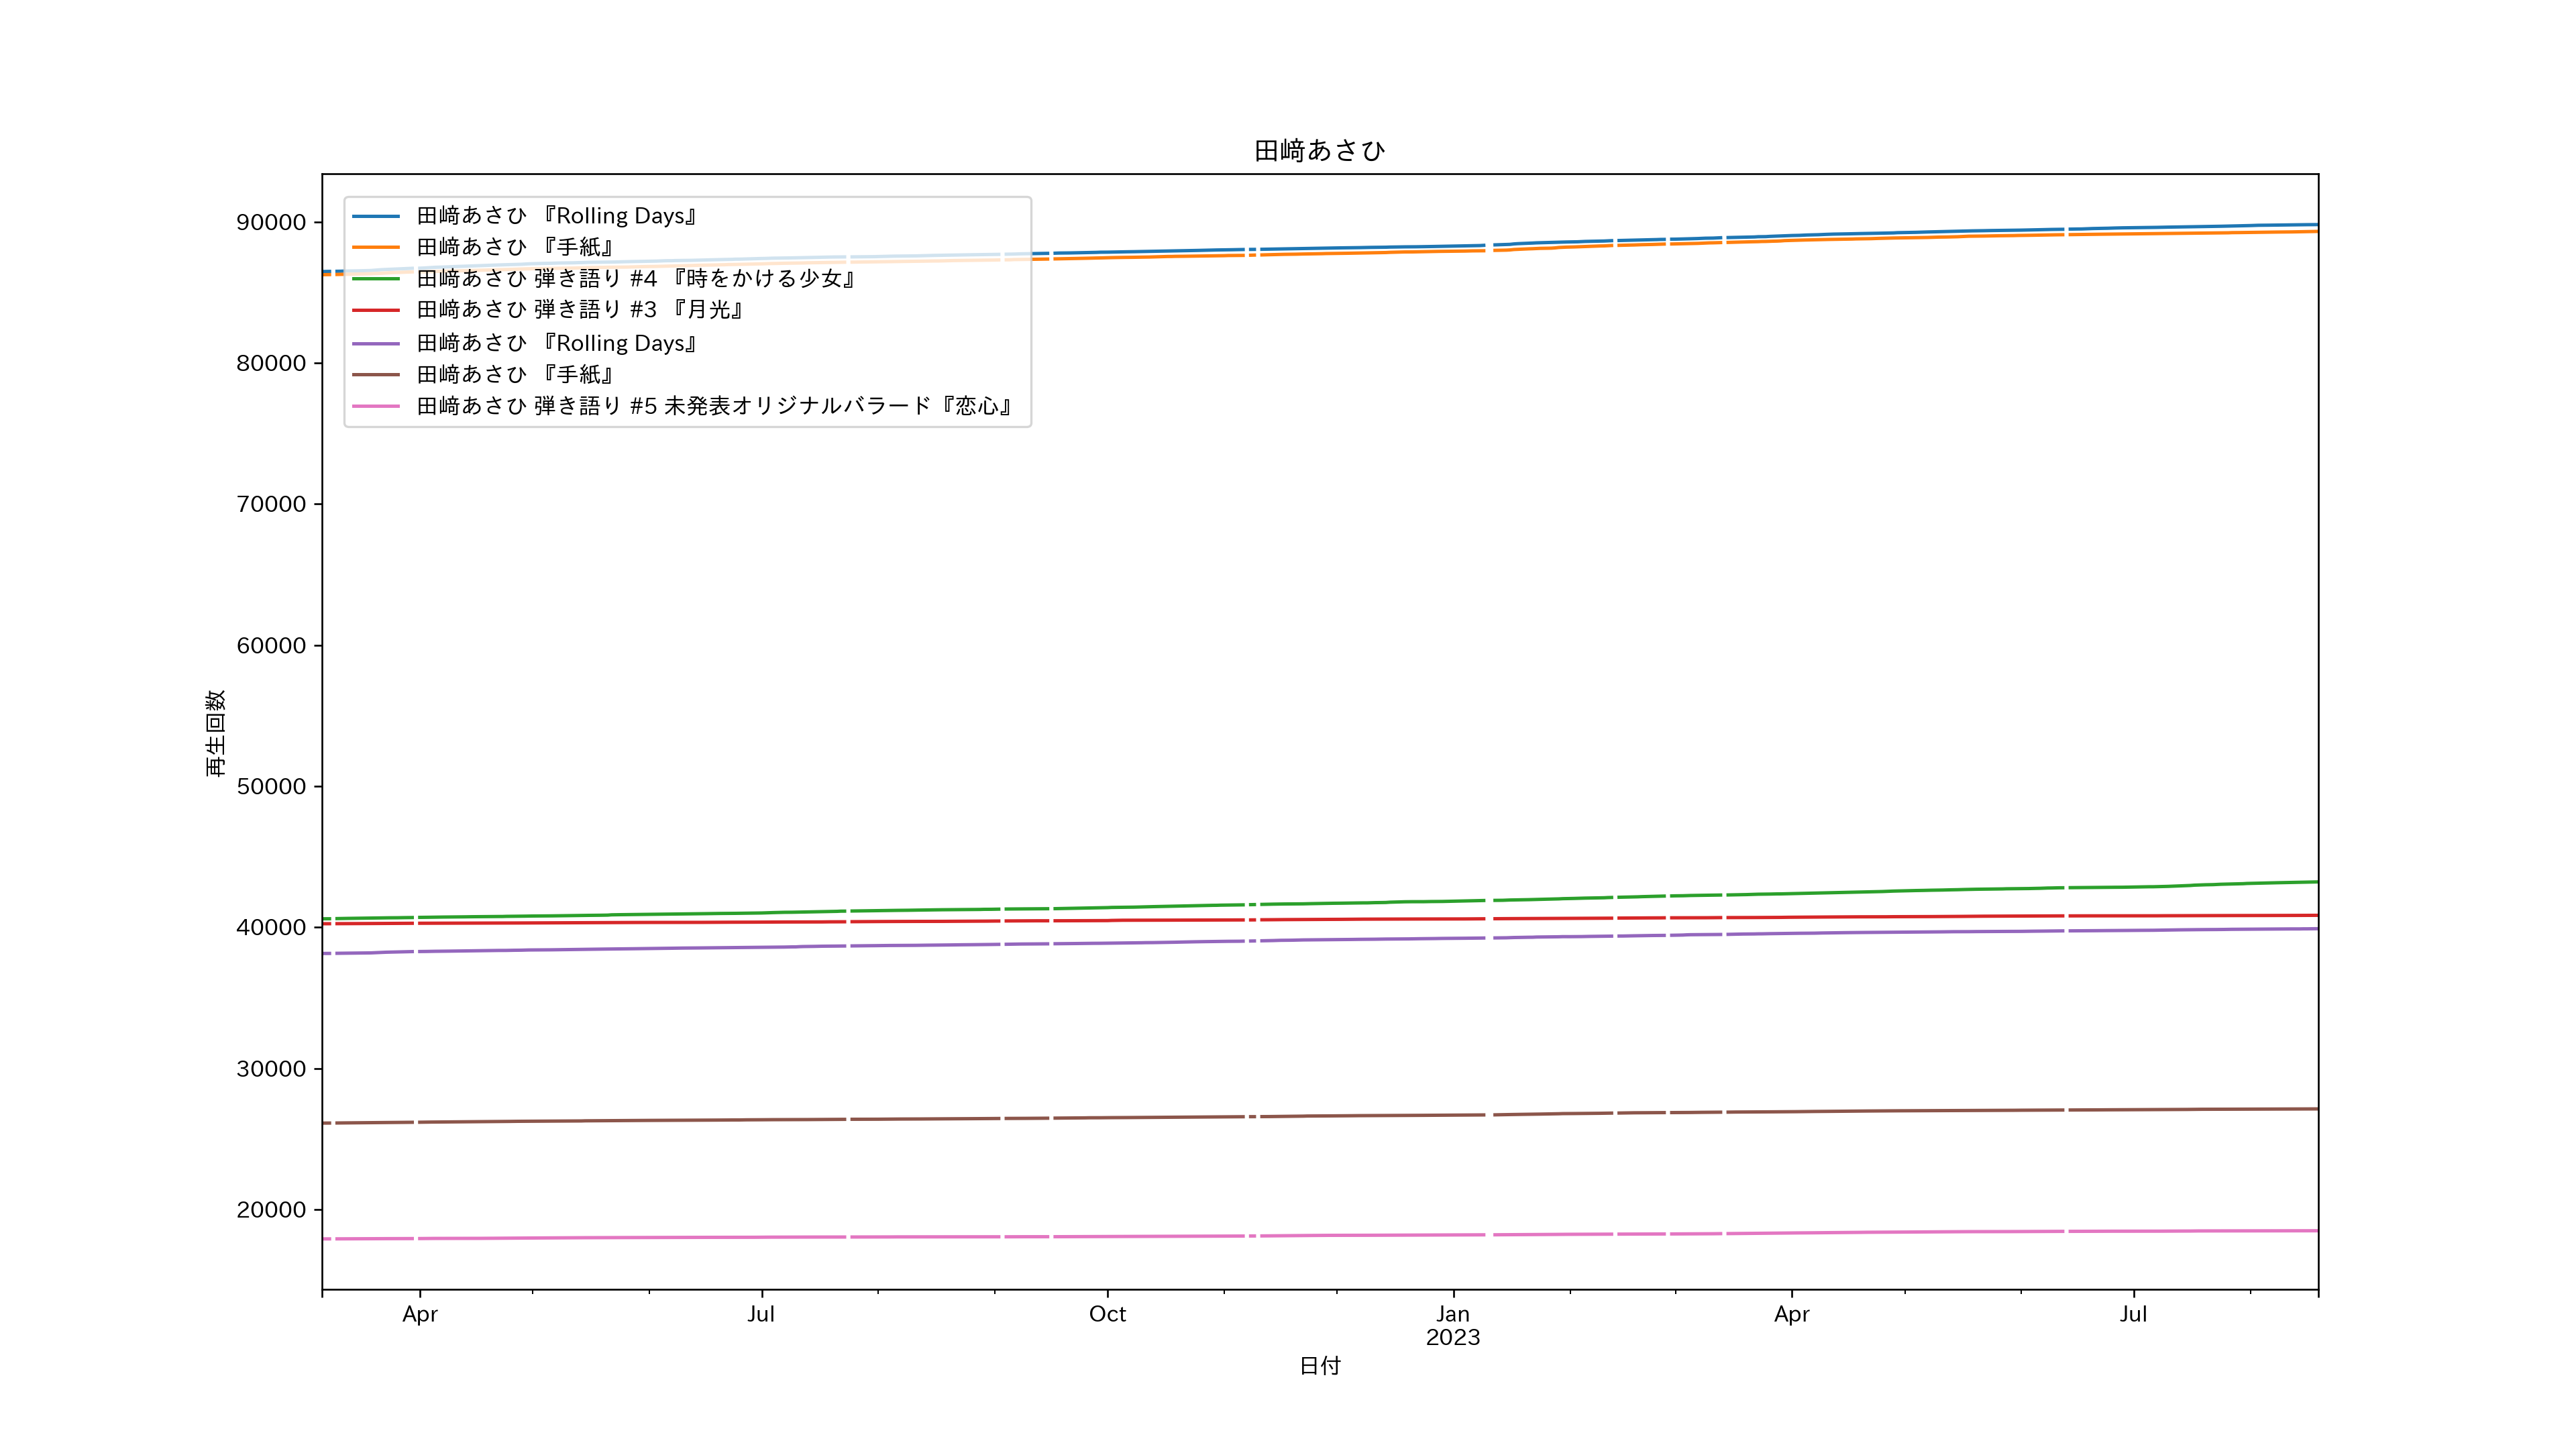 田﨑あさひ
90000
80000
70000
60000
50000
40000
30000
20000
再生回数
田﨑あさひ 『Rolling Days』
田﨑あさひ 『手紙』
田﨑あさひ 弾き語り #4 『時をかける少女』
田﨑あさひ 弾き語り #3 『月光』
田﨑あさひ 『Rolling Days』
田﨑あさひ 『手紙』
田﨑あさひ 弾き語り #5 未発表オリジナルバラード『恋心』
Apr Jul Oct Jan Apr Jul
2023
日付